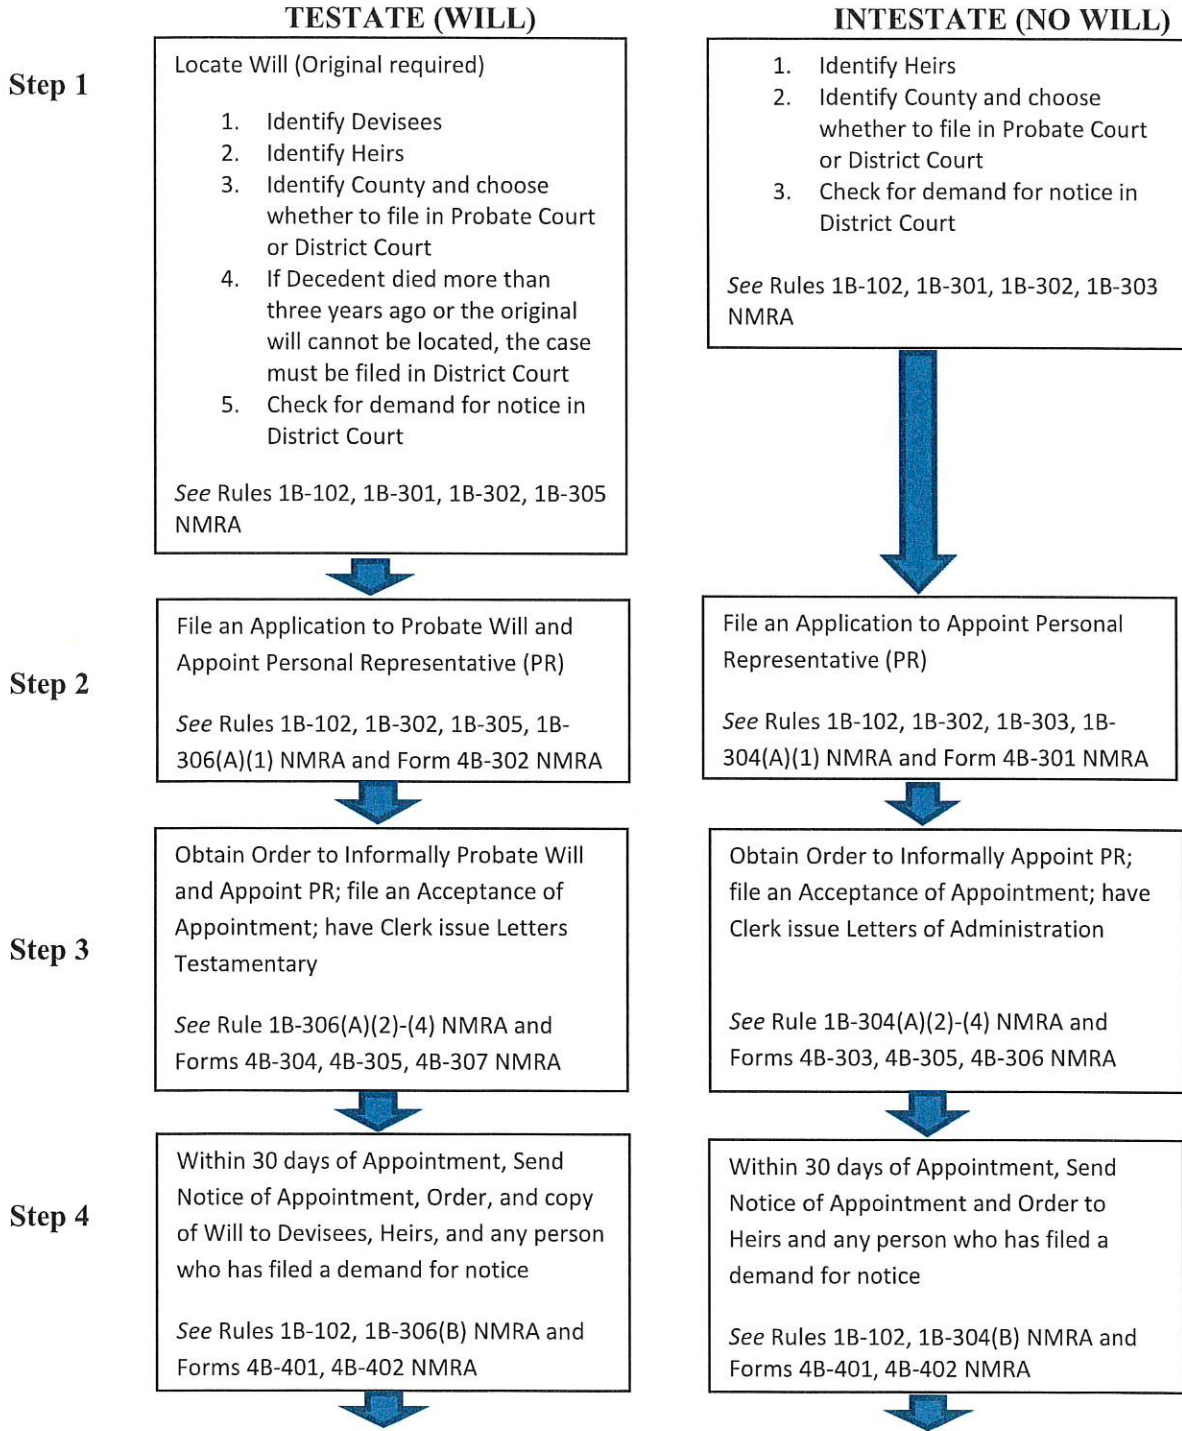 TESTATE (WILL)
INTESTATE (NO WILL)
Step 1
Locate Will (Original required)
1. Identify Devisees
2. Identify Heirs
3. Identify County and choose
whether to file in Probate Court
or District Court
4. If Decedent died more than
three years ago or the original
will cannot be located, the case
must be filed in District Court
5. Check for demand for notice in
District Court
See Rules 1B-102, 1B-301, 1B-302, 1B-305
NMRA
1. Identify Heirs
2. Identify County and choose
whether to file in Probate Court
or District Court
3. Check for demand for notice in
District Court
See Rules 1B-102, 1B-301, 1B-302, 1B-303
NMRA
Step 2
File an Application to Probate Will and
Appoint Personal Representative (PR)
See Rules 1B-102, 1B-302, 1B-305, 1B-
306(A)(1) NMRA and Form 4B-302 NMRA
File an Application to Appoint Personal
Representative (PR)
See Rules 1B-102, 1B-302, 1B-303, 1B-
304(A)(1) NMRA and Form 4B-301 NMRA
Step 3
Obtain Order to Informally Probate Will
and Appoint PR; file an Acceptance of
Appointment; have Clerk issue Letters
Testamentary
See Rule 1B-306(A)(2)-(4) NMRA and
Forms 4B-304, 4B-305, 4B-307 NMRA
Obtain Order to Informally Appoint PR;
file an Acceptance of Appointment; have
Clerk issue Letters of Administration
See Rule 1B-304(A)(2)-(4) NMRA and
Forms 4B-303, 4B-305, 4B-306 NMRA
Step 4
Within 30 days of Appointment, Send
Notice of Appointment, Order, and copy
of Will to Devisees, Heirs, and any person
who has filed a demand for notice
See Rules 1B-102, 1B-306(B) NMRA and
Forms 4B-401, 4B-402 NMRA
Within 30 days of Appointment, Send
Notice of Appointment and Order to
Heirs and any person who has filed a
demand for notice
See Rules 1B-102, 1B-304(B) NMRA and
Forms 4B-401, 4B-402 NMRA